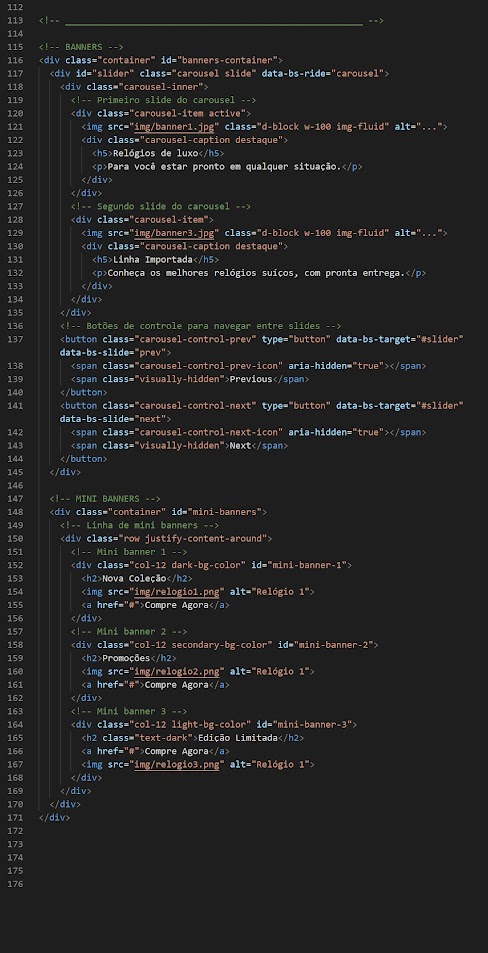 112
113 <!-- ________________________________________________________ -->
114
115 <!-- BANNERS -->
116 <div class="container" id="banners-container">
117 <div id="slider" class="carousel slide" data-bs-ride="carousel">
118 <div class="carousel-inner">
119 <!-- Primeiro slide do carousel -->
120 <div class="carousel-item active">
121 <img src="img/banner1.jpg" class="d-block w-100 img-fluid" alt="...">
122 <div class="carousel-caption destaque">
123 <h5>Relógios de luxo</h5>
124 <p>Para você estar pronto em qualquer situação.</p>
125 </div>
126 </div>
127 <!-- Segundo slide do carousel -->
128 <div class="carousel-item">
129 <img src="img/banner3.jpg" class="d-block w-100 img-fluid" alt="...">
130 <div class="carousel-caption destaque">
131 <h5>Linha Importada</h5>
132 <p>Conheça os melhores relógios suíços, com pronta entrega.</p>
133 </div>
134 </div>
135 </div>
136 <!-- Botões de controle para navegar entre slides -->
137 <button class="carousel-control-prev" type="button" data-bs-target="#slider"
data-bs-slide="prev">
138 <span class="carousel-control-prev-icon" aria-hidden="true"></span>
139 <span class="visually-hidden">Previous</span>
140 </button>
141 <button class="carousel-control-next" type="button" data-bs-target="#slider"
data-bs-slide="next">
142 <span class="carousel-control-next-icon" aria-hidden="true"></span>
143 <span class="visually-hidden">Next</span>
144 </button>
145 </div>
146
147 <!-- MINI BANNERS -->
148 <div class="container" id="mini-banners">
149 <!-- Linha de mini banners -->
150 <div class="row justify-content-around">
151 <!-- Mini banner 1 -->
152 <div class="col-12 dark-bg-color" id="mini-banner-1">
153 <h2>Nova Coleção</h2>
154 <img src="img/relogio1.png" alt="Relógio 1">
155 <a href="#">Compre Agora</a>
156 </div>
157 <!-- Mini banner 2 -->
158 <div class="col-12 secondary-bg-color" id="mini-banner-2">
159 <h2>Promoções</h2>
160 <img src="img/relogio2.png" alt="Relógio 1">
161 <a href="#">Compre Agora</a>
162 </div>
163 <!-- Mini banner 3 -->
164 <div class="col-12 light-bg-color" id="mini-banner-3">
165 <h2 class="text-dark">Edição Limitada</h2>
166 <a href="#">Compre Agora</a>
167 <img src="img/relogio3.png" alt="Relógio 1">
168 </div>
169 </div>
170 </div>
171 </div>
172
173
174
175
176